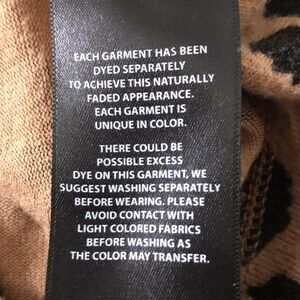 EACH GARMENT HAS BEEN
DYED SEPARATELY
TO ACHIEVE THIS NATURALLY
FADED APPEARANCE.
EACH GARMENT IS
UNIQUE IN COLOR.
THERE COULD BE
POSSIBLE EXCESS
DYE ON THIS GARMENT, WE
SUGGEST WASHING SEPARATELY
BEFORE WEARING. PLEASE
AVOID CONTACT WITH
LIGHT COLORED FABRICS
BEFORE WASHING AS
THE COLOR MAY TRANSFER.